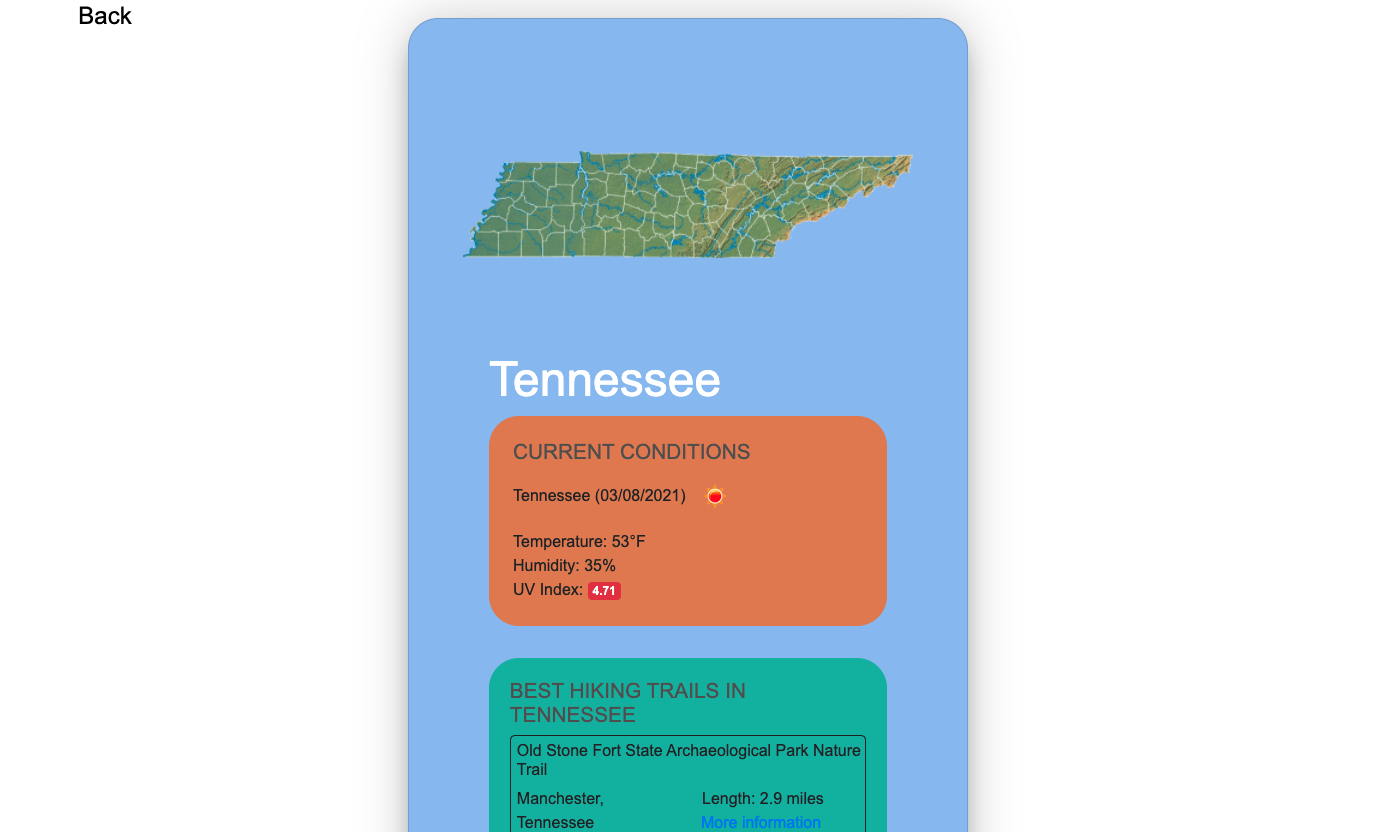 Back
Tennessee
CURRENT CONDITIONS
Tennessee (03/08/2021)
Temperature: 53°F
Humidity: 35%
UV Index: 4.71
BEST HIKING TRAILS IN
TENNESSEE
Old Stone Fort State Archaeological Park Nature
Trail
Manchester,
Tennessee
Length: 2.9 miles
More information